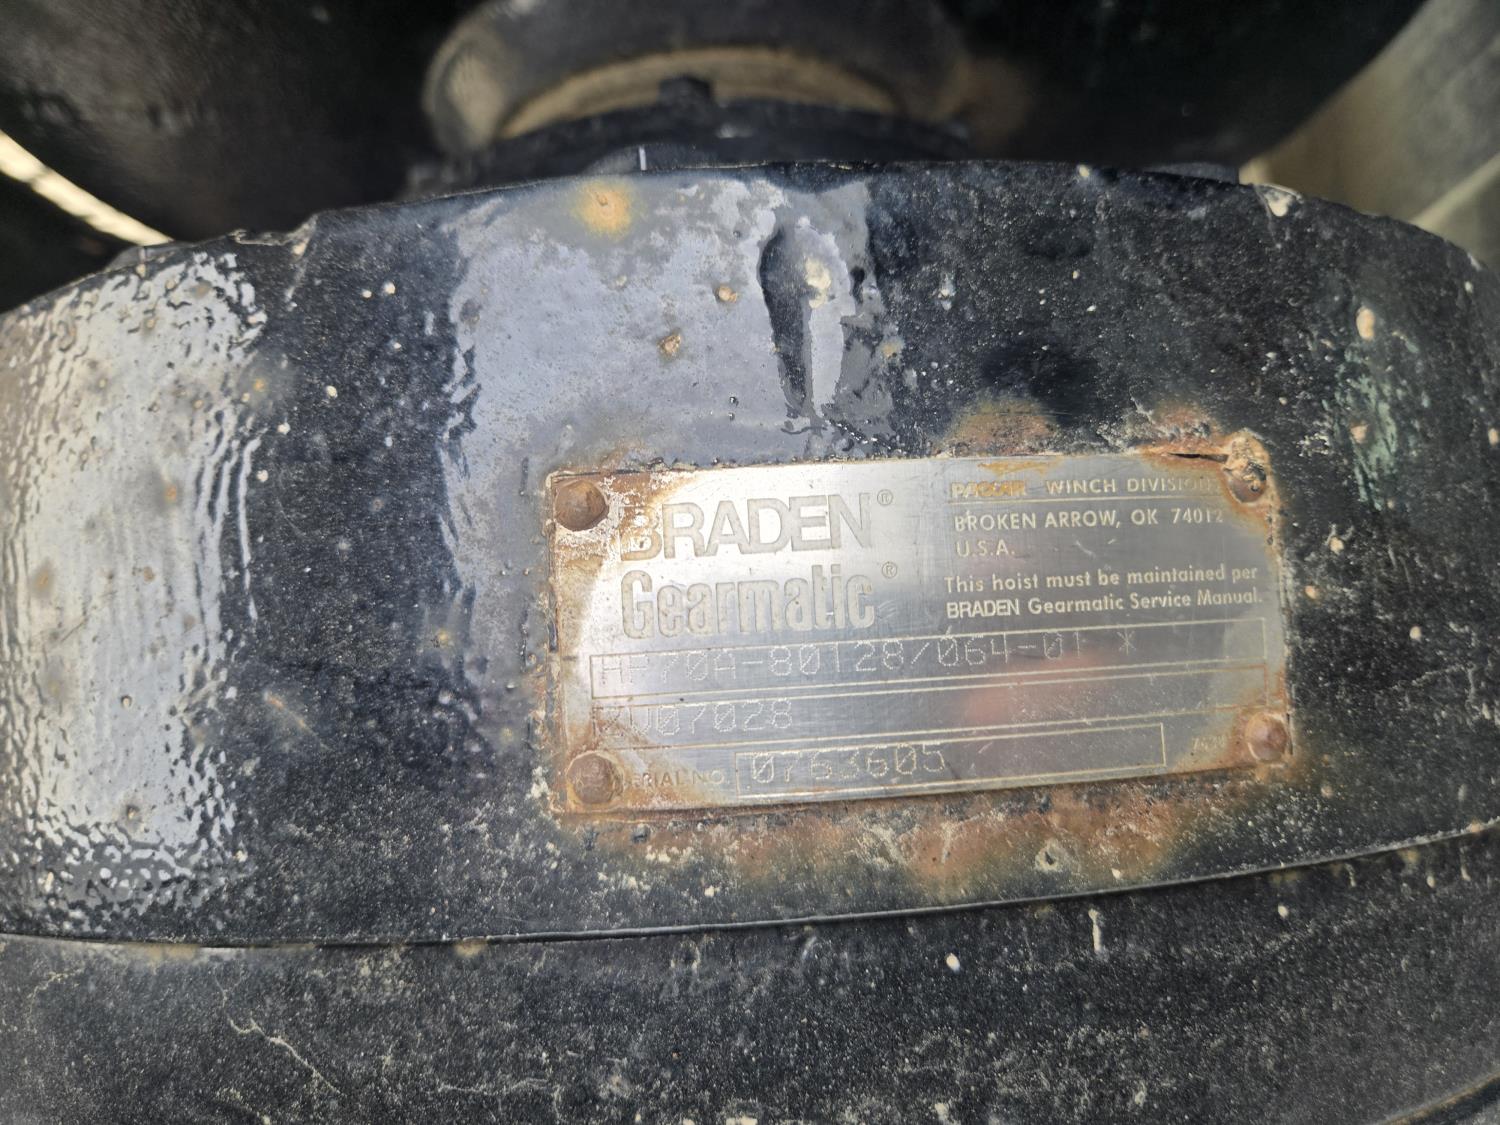 BRADEN®
Gearmatic®
PACCAR WINCH DIVISION
BROKEN ARROW, OK 74012
U.S.A.
This hoist must be maintained per
BRADEN Gearmatic Service Manual.
HP70A-80128/064-01 *
07028
SERIAL NO. 0763605